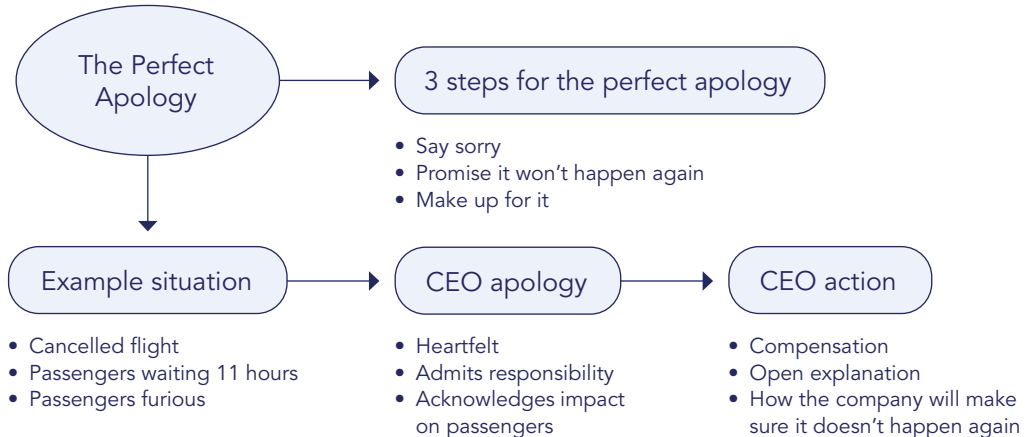 The Perfect
Apology
3 steps for the perfect apology
• Say sorry
• Promise it won’t happen again
• Make up for it
Example situation
• Cancelled flight
• Passengers waiting 11 hours
• Passengers furious
CEO apology
• Heartfelt
• Admits responsibility
• Acknowledges impact
on passengers
CEO action
• Compensation
• Open explanation
• How the company will make
sure it doesn’t happen again